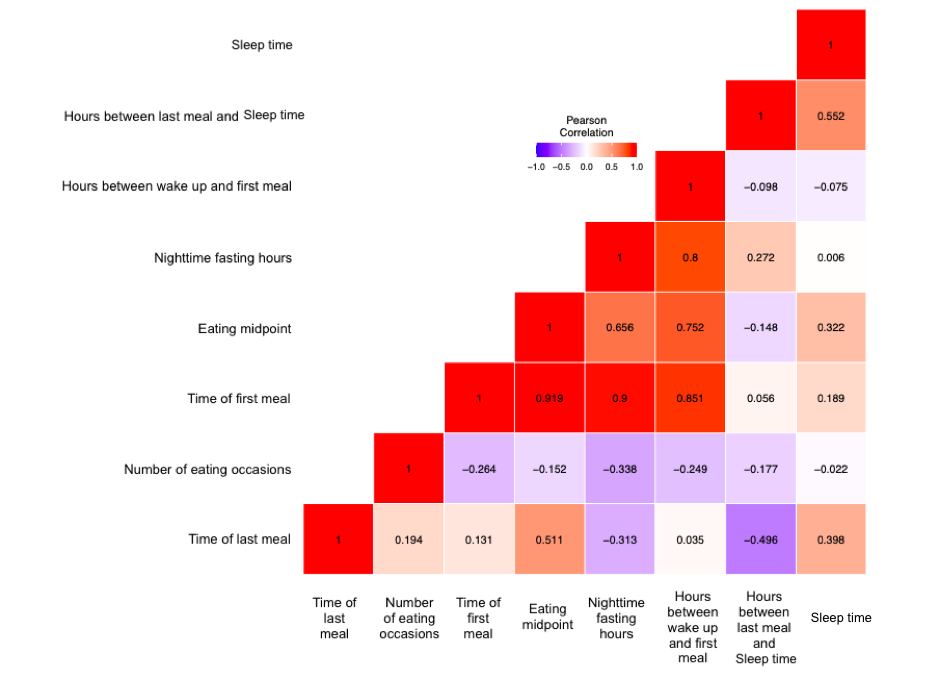 Sleep time
1
Hours between last meal and Sleep time
1 0.552
Pearson
Correlation
−1.0 −0.5 0.0 0.5 1.0
Hours between wake up and first meal
1 −0.098 −0.075
Nighttime fasting hours
1 0.8 0.272 0.006
Eating midpoint
1 0.656 0.752 −0.148 0.322
Time of first meal
1 0.919 0.9 0.851 0.056 0.189
Number of eating occasions
1 −0.264 −0.152 −0.338 −0.249 −0.177 −0.022
Time of last meal
1 0.194 0.131 0.511 −0.313 0.035 −0.496 0.398
Time of
last
meal
Number
of eating
occasions
Time of
first
meal
Eating
midpoint
Nighttime
fasting
hours
Hours
between
wake up
and first
meal
Hours
between
last meal
and
Sleep time
Sleep time